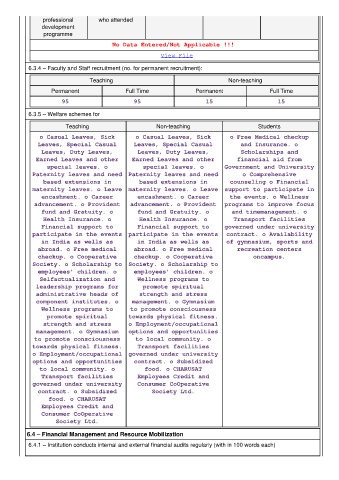 professional development programme
who attended
No Data Entered/Not Applicable !!!
View File
6.3.4 – Faculty and Staff recruitment (no. for permanent recruitment):
Teaching
Non-teaching
Permanent
Full Time
Permanent
Full Time
95
95
15
15
6.3.5 – Welfare schemes for
Teaching
Non-teaching
Students
o Casual Leaves, Sick
Leaves, Special Casual
Leaves, Duty Leaves,
Earned Leaves and other
special leaves. o
Paternity leaves and need
based extensions in
maternity leaves. o Leave
encashment. o Career
advancement. o Provident
fund and Gratuity. o
Health Insurance. o
Financial support to
participate in the events
in India as wells as
abroad. o Free medical
checkup. o Cooperative
Society. o Scholarship to
employees' children. o
Selfactualization and
leadership programs for
administrative heads of
component institutes. o
Wellness programs to
promote spiritual
strength and stress
management. o Gymnasium
to promote consciousness
towards physical fitness.
o Employment/occupational
options and opportunities
to local community. o
Transport facilities
governed under university
contract. o Subsidized
food. o CHARUSAT
Employees Credit and
Consumer CoOperative
Society Ltd.
o Casual Leaves, Sick
Leaves, Special Casual
Leaves, Duty Leaves,
Earned Leaves and other
special leaves. o
Paternity leaves and need
based extensions in
maternity leaves. o Leave
encashment. o Career
advancement. o Provident
fund and Gratuity. o
Health Insurance. o
Financial support to
participate in the events
in India as wells as
abroad. o Free medical
checkup. o Cooperative
Society. o Scholarship to
employees' children. o
Wellness programs to
promote spiritual
strength and stress
management. o Gymnasium
to promote consciousness
towards physical fitness.
o Employment/occupational
options and opportunities
to local community. o
Transport facilities
governed under university
contract. o Subsidized
food. o CHARUSAT
Employees Credit and
Consumer CoOperative
Society Ltd.
o Free Medical checkup
and Insurance. o
Scholarships and
financial aid from
Government and University
o Comprehensive
counseling o Financial
support to participate in
the events. o Wellness
programs to improve focus
and timemanagement. o
Transport facilities
governed under university
contract. o Availability
of gymnasium, sports and
recreation centers
oncampus.
6.4 – Financial Management and Resource Mobilization
6.4.1 – Institution conducts internal and external financial audits regularly (with in 100 words each)